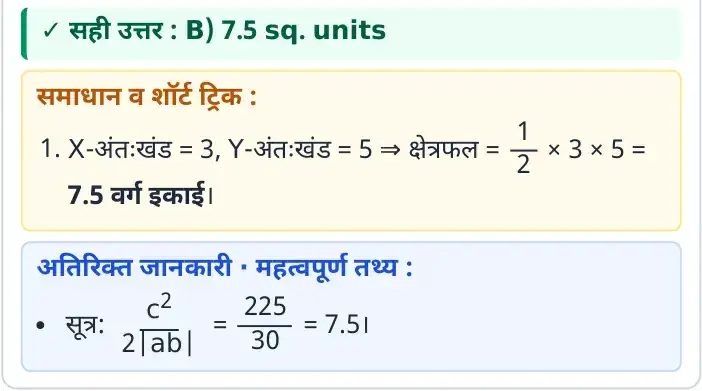 ✓ सही उत्तर : B) 7.5 sq. units
समाधान व शॉर्ट ट्रिक :
1. X-अंतःखंड = 3, Y-अंतःखंड = 5 ⇒ क्षेत्रफल = 1/2 × 3 × 5 =
7.5 वर्ग इकाई।
अतिरिक्त जानकारी · महत्वपूर्ण तथ्य :
• सूत्र: c²/2|ab| = 225/30 = 7.5।